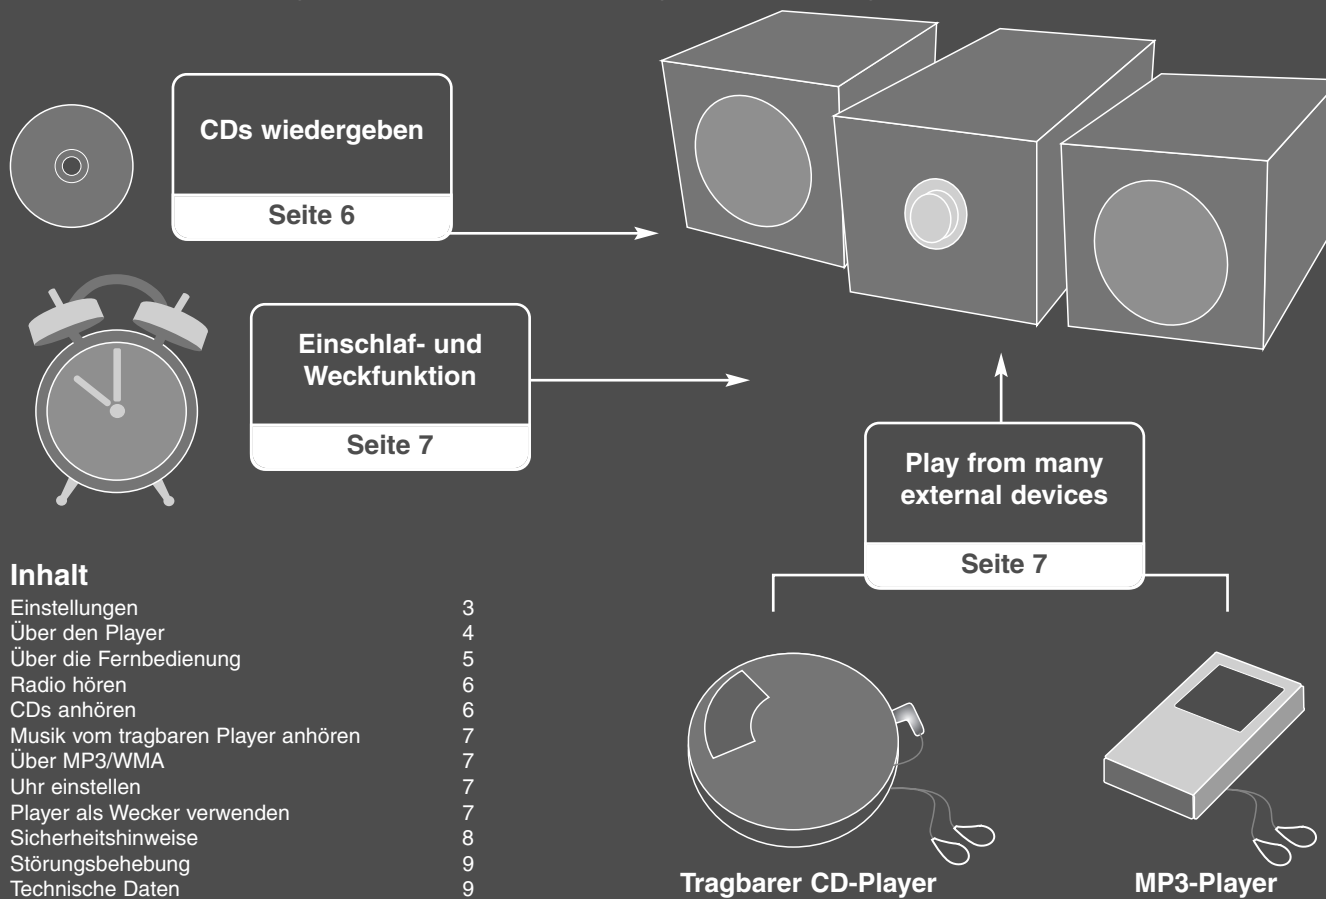 CDs wiedergeben
Seite 6
Einschlaf- und
Weckfunktion
Seite 7
Play from many
external devices
Seite 7
Inhalt
Einstellungen 3
Über den Player 4
Über die Fernbedienung 5
Radio hören 6
CDs anhören 6
Musik vom tragbaren Player anhören 7
Über MP3/WMA 7
Uhr einstellen 7
Player als Wecker verwenden 7
Sicherheitshinweise 8
Störungsbehebung 9
Technische Daten 9
Tragbarer CD-Player
MP3-Player